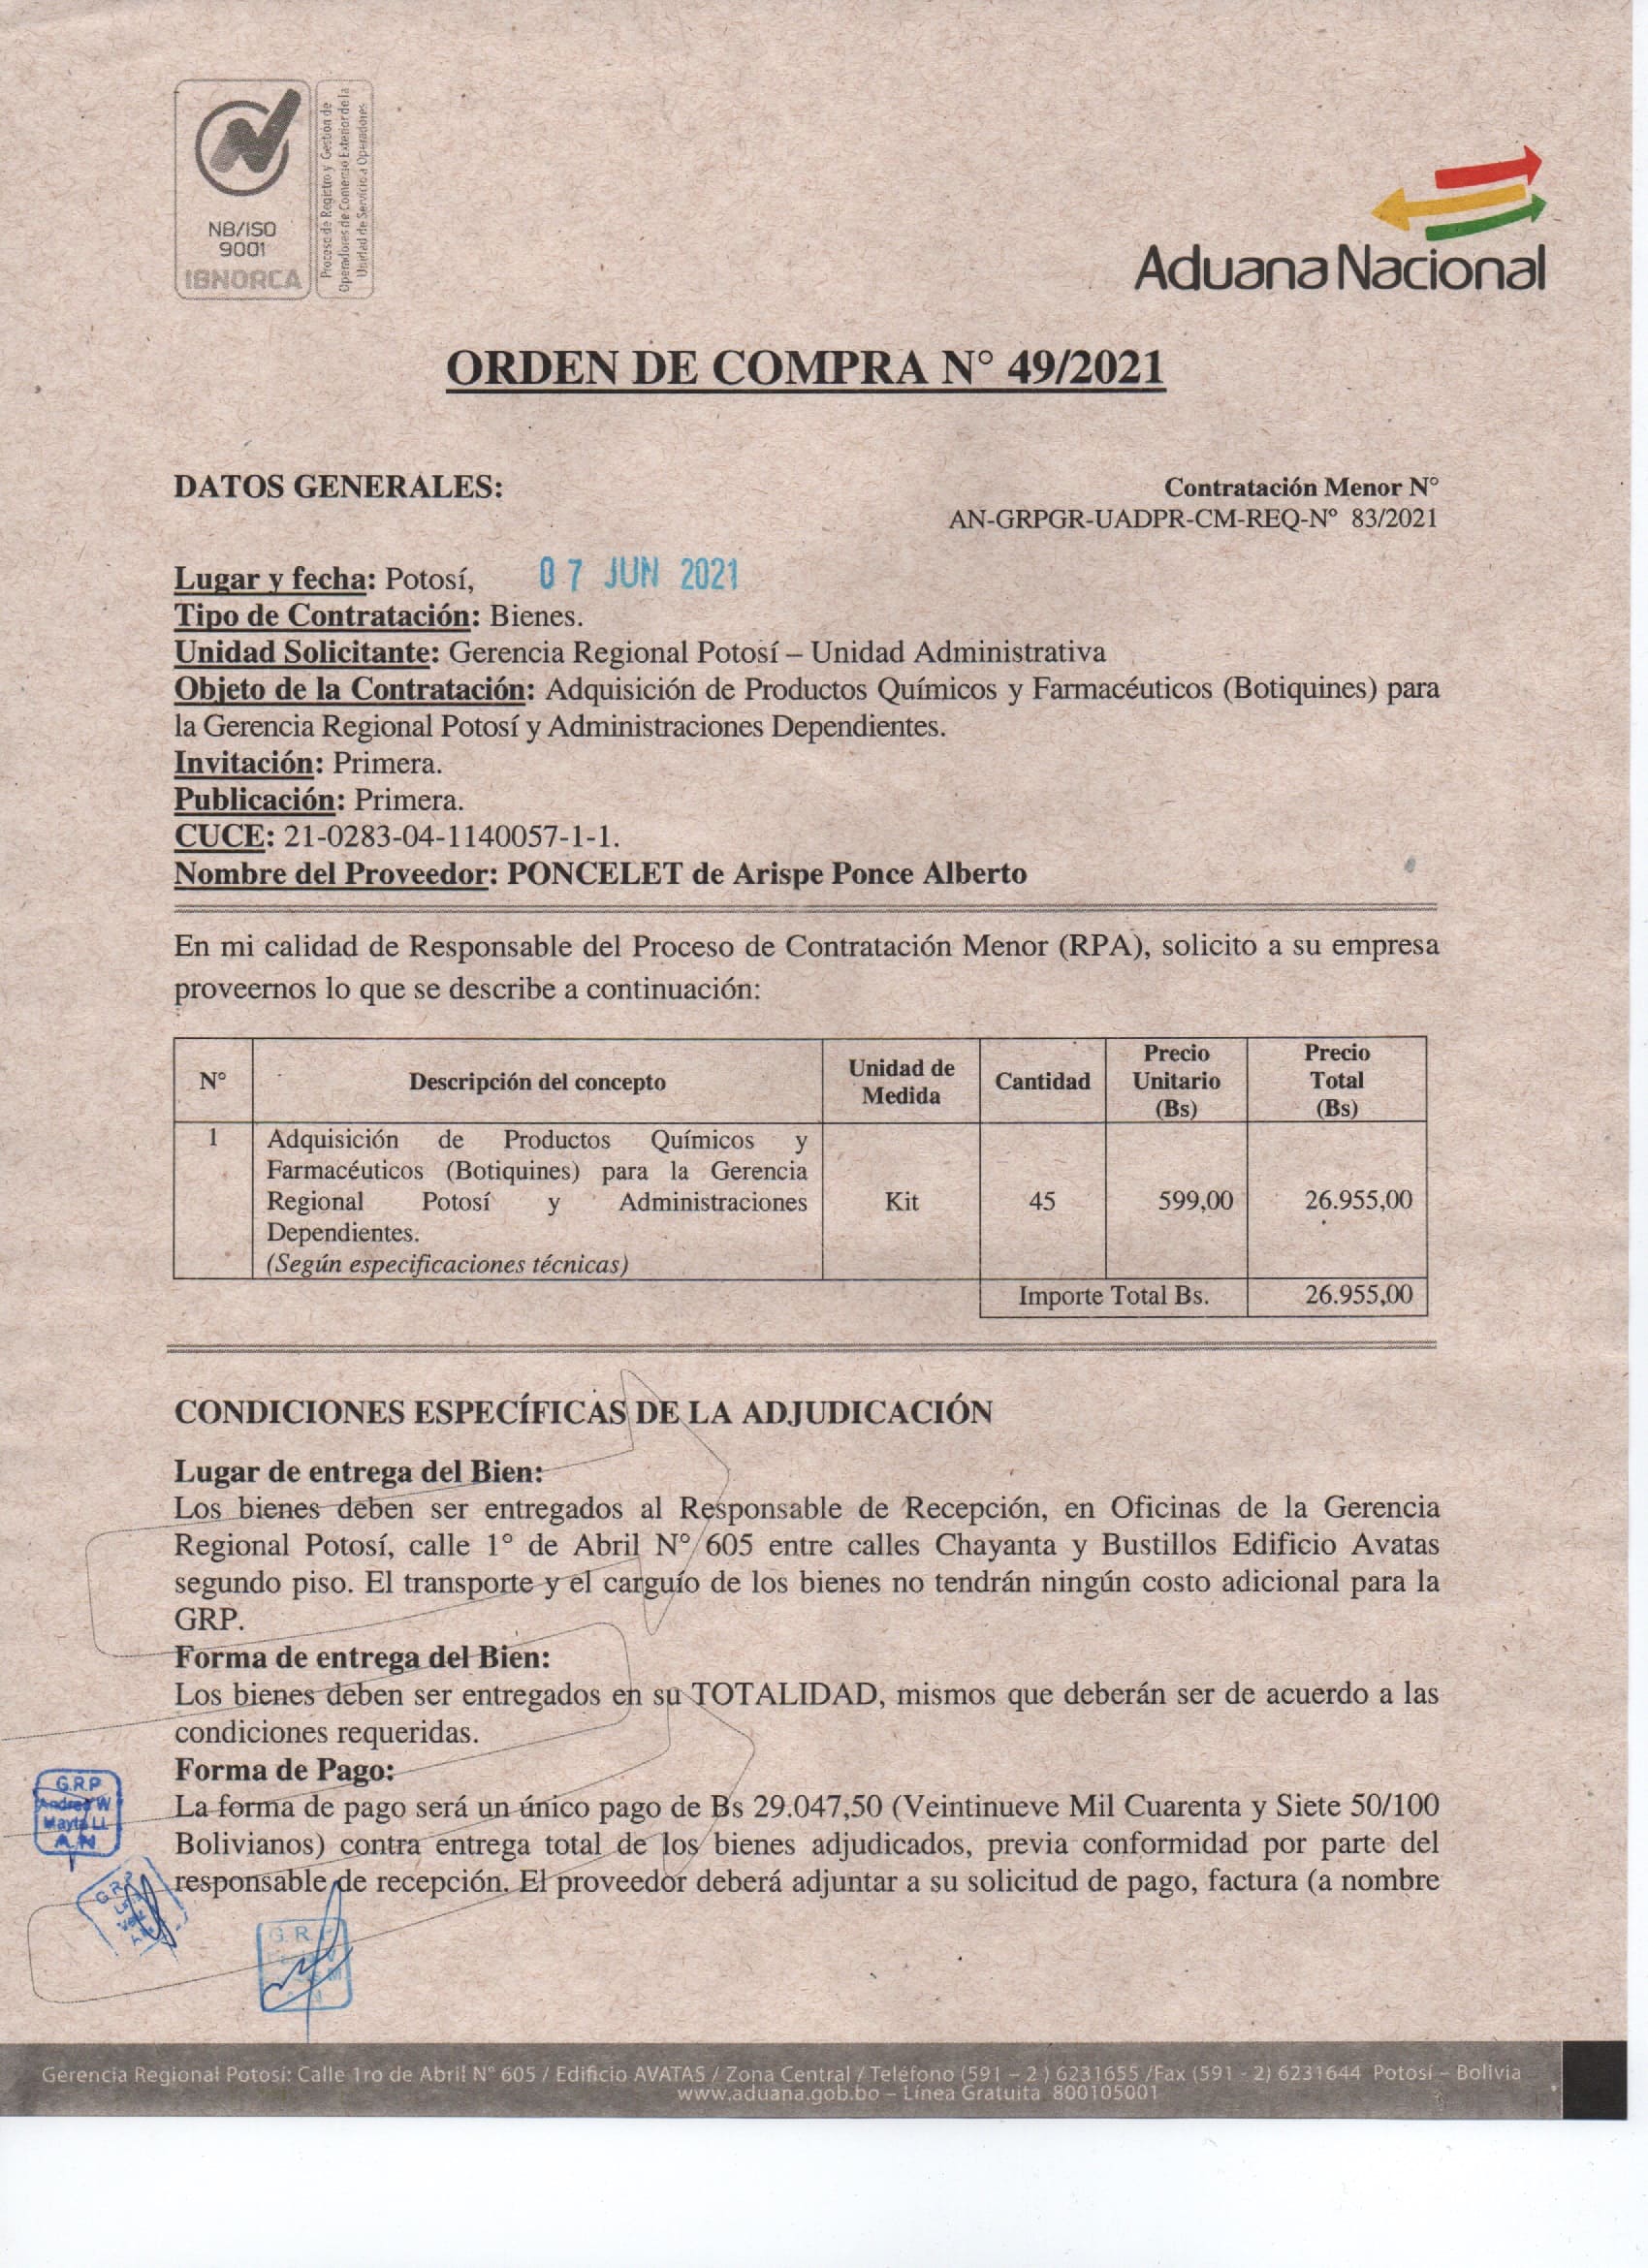 NB/ISO
9001
IBNORCA
Proceso de Registro y Gestión de
Operadores de Comercio Exterior de la
Unidad de Servicio a Operadores
Aduana Nacional
ORDEN DE COMPRA N° 49/2021
DATOS GENERALES:
Contratación Menor N°
AN-GRPGR-UADPR-CM-REQ-Nº 83/2021
Lugar y fecha: Potosí, 07 JUN 2021
Tipo de Contratación: Bienes.
Unidad Solicitante: Gerencia Regional Potosí – Unidad Administrativa
Objeto de la Contratación: Adquisición de Productos Químicos y Farmacéuticos (Botiquines) para
la Gerencia Regional Potosí y Administraciones Dependientes.
Invitación: Primera.
Publicación: Primera.
CUCE: 21-0283-04-1140057-1-1.
Nombre del Proveedor: PONCELET de Arispe Ponce Alberto
En mi calidad de Responsable del Proceso de Contratación Menor (RPA), solicito a su empresa
proveernos lo que se describe a continuación:
N° Descripción del concepto Unidad de Medida Cantidad Precio Unitario (Bs) Precio Total (Bs)
1 Adquisición de Productos Químicos y
Farmacéuticos (Botiquines) para la Gerencia
Regional Potosí y Administraciones Kit 45 599,00 26.955,00
Dependientes.
(Según especificaciones técnicas)
Importe Total Bs. 26.955,00
CONDICIONES ESPECÍFICAS DE LA ADJUDICACIÓN
Lugar de entrega del Bien:
Los bienes deben ser entregados al Responsable de Recepción, en Oficinas de la Gerencia
Regional Potosí, calle 1° de Abril N° 605 entre calles Chayanta y Bustillos Edificio Avatas
segundo piso. El transporte y el carguío de los bienes no tendrán ningún costo adicional para la
GRP.
Forma de entrega del Bien:
Los bienes deben ser entregados en su TOTALIDAD, mismos que deberán ser de acuerdo a las
condiciones requeridas.
Forma de Pago:
La forma de pago será un único pago de Bs 29.047,50 (Veintinueve Mil Cuarenta y Siete 50/100
Bolivianos) contra entrega total de los bienes adjudicados, previa conformidad por parte del
responsable de recepción. El proveedor deberá adjuntar a su solicitud de pago, factura (a nombre
G.R.P
Andrea W
Mayta Ll.
A.N
G.R.P
G R P
Gerencia Regional Potosí: Calle 1ro de Abril N° 605 / Edificio AVATAS / Zona Central / Teléfono (591 – 2 ) 6231655 /Fax (591 - 2) 6231644 Potosí – Bolivia
www.aduana.gob.bo – Línea Gratuita 800105001